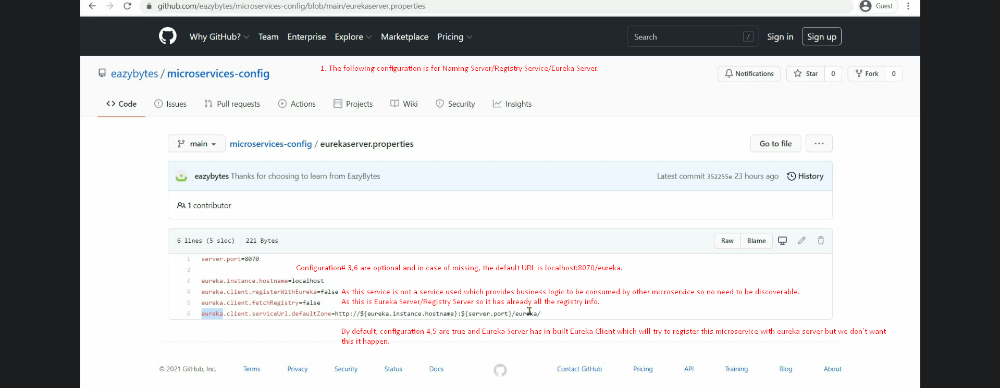 github.com/eazybytes/microservices-config/blob/main/eurekaserver.properties Guest
Why GitHub? Team Enterprise Explore Marketplace Pricing Search / Sign in Sign up
eazybytes / microservices-config
1. The following configuration is for Naming Server/Registry Service/Eureka Server.
Notifications Star 0 Fork 0
Code Issues Pull requests Actions Projects Wiki Security Insights
main microservices-config / eurekaserver.properties Go to file ...
eazybytes Thanks for choosing to learn from EazyBytes Latest commit 352255e 23 hours ago History
1 contributor
6 lines (5 sloc) 221 Bytes Raw Blame
1 server.port=8070
2
Configuration# 3,6 are optional and in case of missing, the default URL is localhost:8070/eureka.
3 eureka.instance.hostname=localhost
4 eureka.client.registerWithEureka=false As this service is not a service used which provides business logic to be consumed by other microservice so no need to be discoverable.
5 eureka.client.fetchRegistry=false As this is Eureka Server/Registry Server so it has already all the registry info.
6 eureka.client.serviceUrl.defaultZone=http://${eureka.instance.hostname}:${server.port}/eureka/
By default, configuration 4,5 are true and Eureka Server has in-built Eureka Client which will try to register this microservice with eureka server but we don't want
this it happen.
© 2021 GitHub, Inc. Terms Privacy Security Status Docs Contact GitHub Pricing API Training Blog About